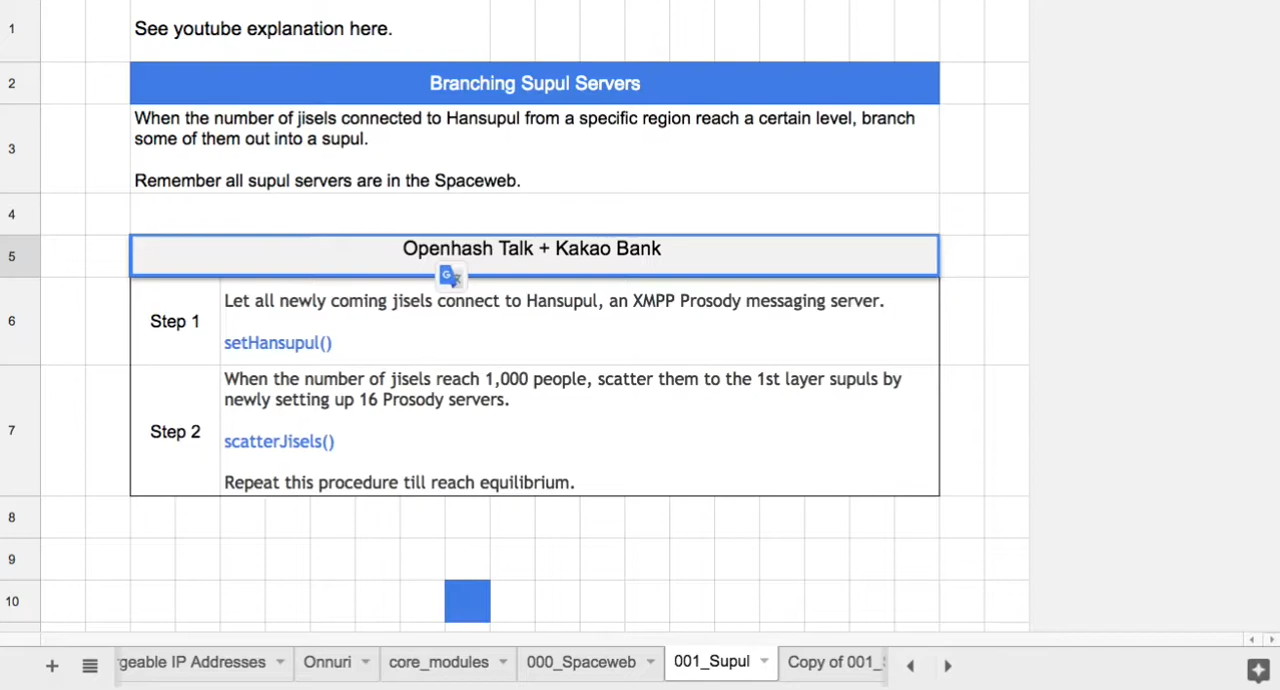 1
See youtube explanation here.
2
Branching Supul Servers
3
When the number of jisels connected to Hansupul from a specific region reach a certain level, branch
some of them out into a supul.
Remember all supul servers are in the Spaceweb.
4
5
Openhash Talk + Kakao Bank
6
Step 1
Let all newly coming jisels connect to Hansupul, an XMPP Prosody messaging server.
setHansupul()
7
Step 2
When the number of jisels reach 1,000 people, scatter them to the 1st layer supuls by
newly setting up 16 Prosody servers.
scatterJisels()
Repeat this procedure till reach equilibrium.
8
9
10
geable IP Addresses Onnuri core_modules 000_Spaceweb 001_Supul Copy of 001_